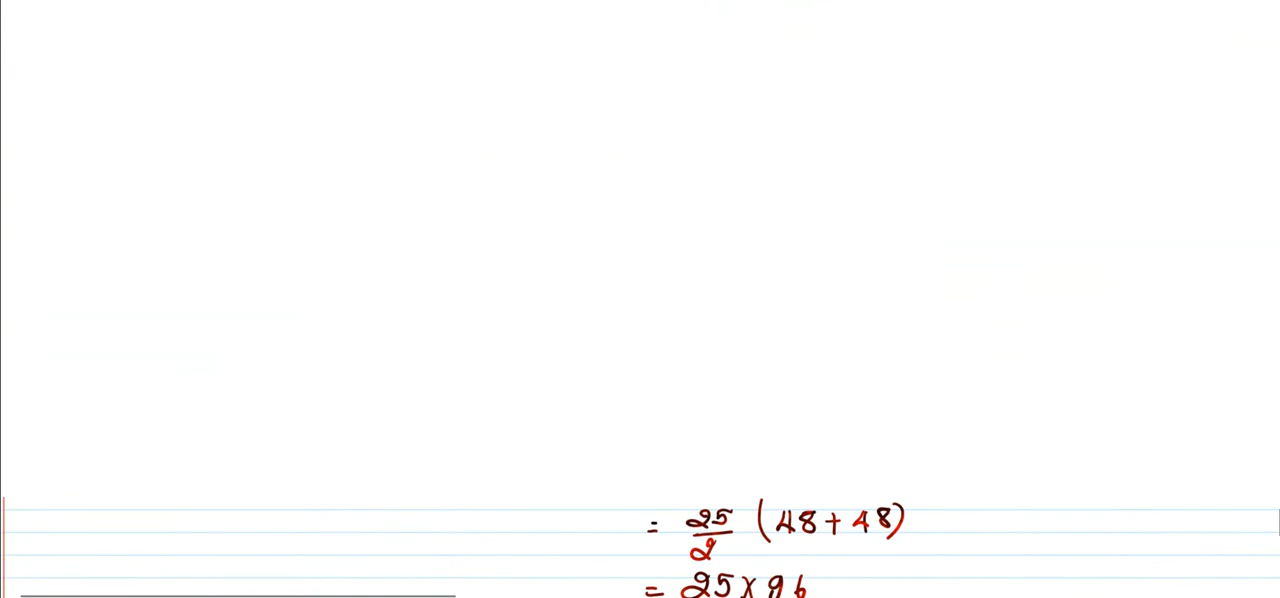 = 25/2 (48+48)
= 25×96